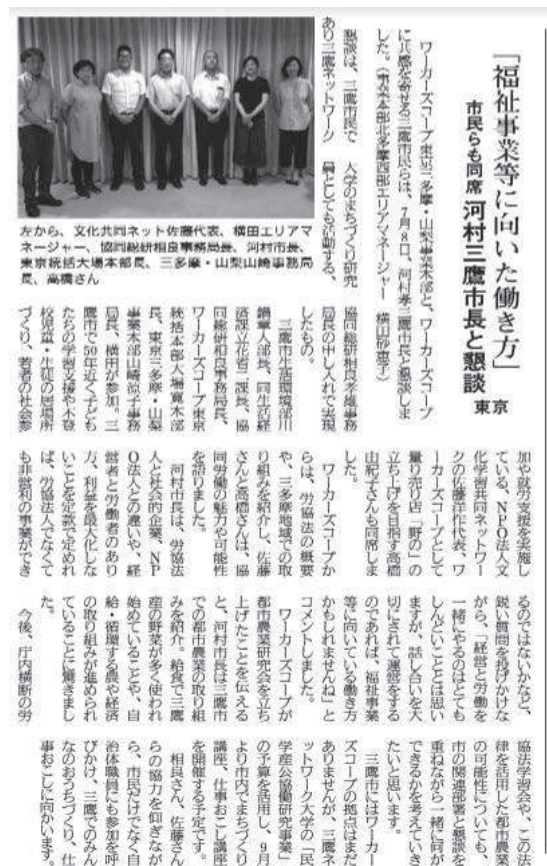 「福祉事業等に向いた働き方」
市民らも同席 河村三鷹市長と懇談 東京
ワーカーズコープ東京三多摩・山梨事業本部と、ワーカーズコープ
に共感を寄せる三鷹市民らは、7月8日、河村孝三鷹市長と懇談しま
した。(東京本部北多摩西部エリアマネージャー 横田砂恵子)
左から、文化共同ネット佐藤代表、横田エリアマ
ネージャー、協同総研相良事務局長、河村市長、
東京統括大場本部長、三多摩・山梨山崎事務局
長、高橋さん
懇談は、三鷹市民で
あり三鷹ネットワーク
大学のまちづくり研究
員としても活動する、
協同総研相良孝雄事務
局長の申し入れで実現
したもの。
三鷹市生活環境部川
鍋章人部長、同生活経
済課立花省二課長、協
同総研相良事務局長、
ワーカーズコープ東京
統括本部大場寛本部
長、東京三多摩・山梨
事業本部山崎涼子事務
局長、横田が参加。三
鷹市で50年近く子ども
たちの学習支援や不登
校児童・生徒の居場所
づくり、若者の社会参
加や就労支援を実施し
ている、NPO法人文
化学習共同ネットワー
クの佐藤洋作代表、ワ
ーカーズコープとして
量り売り店「野の」の
立ち上げを目指す高橋
由紀子さんも同席しま
した。
ワーカーズコープか
らは、労協法の概要
や、三多摩地域での取
り組みを紹介し、佐藤
さんと高橋さんは、協
同労働の魅力や可能性
を語りました。
河村市長は、労協法
人と社会的企業、NP
O法人との違いや、経
営者と労働者のあり
方、利益を最大化しな
いことを定款で定めれ
ば、労協法人でなくて
も非営利の事業ができ
るのではないかなど、
鋭い質問を投げかけな
がら、「経営と労働を
一緒にやるのはとても
しんどいこととは思い
ますが、話し合いを大
切にされて運営をする
のであれば、福祉事業
等に向いている働き方
かもしれませんね」と
コメントしました。
ワーカーズコープが
都市農業研究会を立ち
上げたことを伝える
と、河村市長は三鷹市
での都市農業の取り組
みを紹介。給食で三鷹
産の野菜が多く使われ
始めていることや、自
給・循環する農や経済
の取り組みが進められ
ていることに驚きまし
た。
今後、庁内横断の労
協法学習会や、この法
律を活用した都市農業
の可能性についても、
市の関連部署と懇談を
重ねながら一緒に何が
できるかを考えていき
たいと思います。
三鷹市にはワーカー
ズコープの拠点はまだ
ありませんが、三鷹ネ
ットワーク大学の「民
学産公協働研究事業」
の予算を活用し、9月
より市内でまちづくり
講座、仕事おこし講座
を開催する予定です。
相良さん、佐藤さん
らの協力を仰ぎなが
ら、市民だけでなく自
治体職員にも参加を呼
びかけ、三鷹でのみん
なのおうちづくり、仕
事おこしに向かいます。